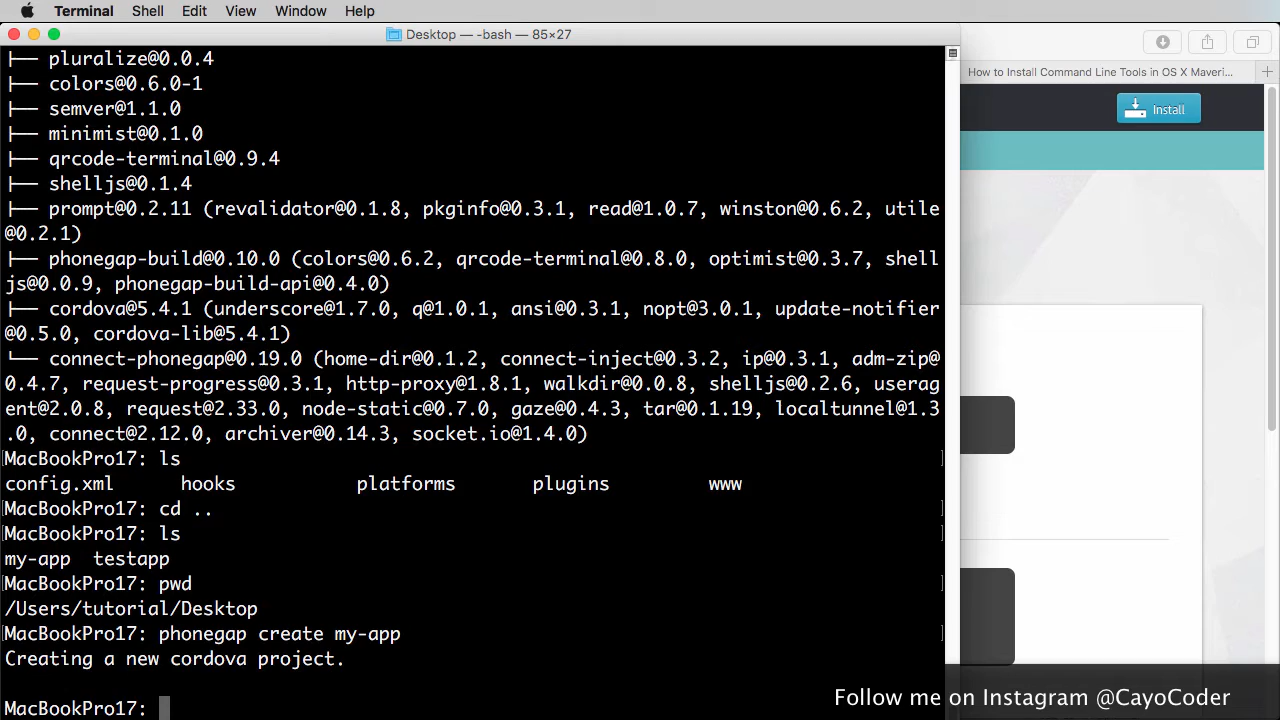 Terminal Shell Edit View Window Help
Desktop — -bash — 85×27
How to Install Command Line Tools in OS X Maveri...
Install
├── pluralize@0.0.4
├── colors@0.6.0-1
├── semver@1.1.0
├── minimist@0.1.0
├── qrcode-terminal@0.9.4
├── shelljs@0.1.4
├── prompt@0.2.11 (revalidator@0.1.8, pkginfo@0.3.1, read@1.0.7, winston@0.6.2, utile
@0.2.1)
├── phonegap-build@0.10.0 (colors@0.6.2, qrcode-terminal@0.8.0, optimist@0.3.7, shell
js@0.0.9, phonegap-build-api@0.4.0)
├── cordova@5.4.1 (underscore@1.7.0, q@1.0.1, ansi@0.3.1, nopt@3.0.1, update-notifier
@0.5.0, cordova-lib@5.4.1)
└── connect-phonegap@0.19.0 (home-dir@0.1.2, connect-inject@0.3.2, ip@0.3.1, adm-zip@
0.4.7, request-progress@0.3.1, http-proxy@1.8.1, walkdir@0.0.8, shelljs@0.2.6, userag
ent@2.0.8, request@2.33.0, node-static@0.7.0, gaze@0.4.3, tar@0.1.19, localtunnel@1.3
.0, connect@2.12.0, archiver@0.14.3, socket.io@1.4.0)
MacBookPro17: ls
config.xml hooks platforms plugins www
MacBookPro17: cd ..
MacBookPro17: ls
my-app testapp
MacBookPro17: pwd
/Users/tutorial/Desktop
MacBookPro17: phonegap create my-app
Creating a new cordova project.
MacBookPro17:
Follow me on Instagram @CayoCoder